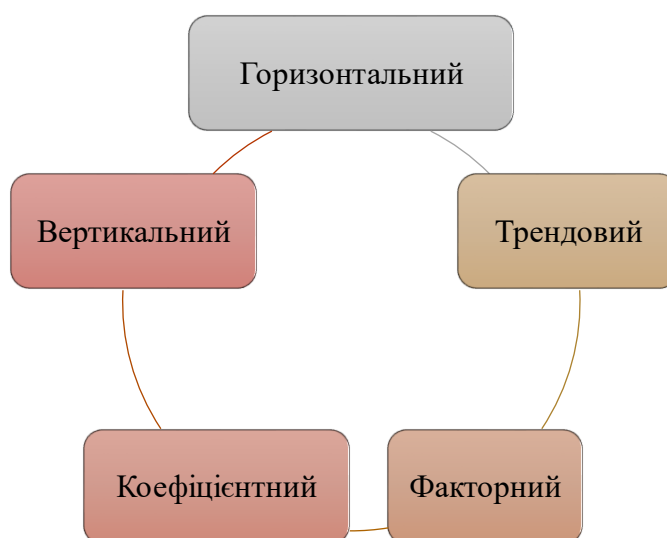 Горизонтальний
Вертикальний
Трендовий
Коефіцієнтний
Факторний